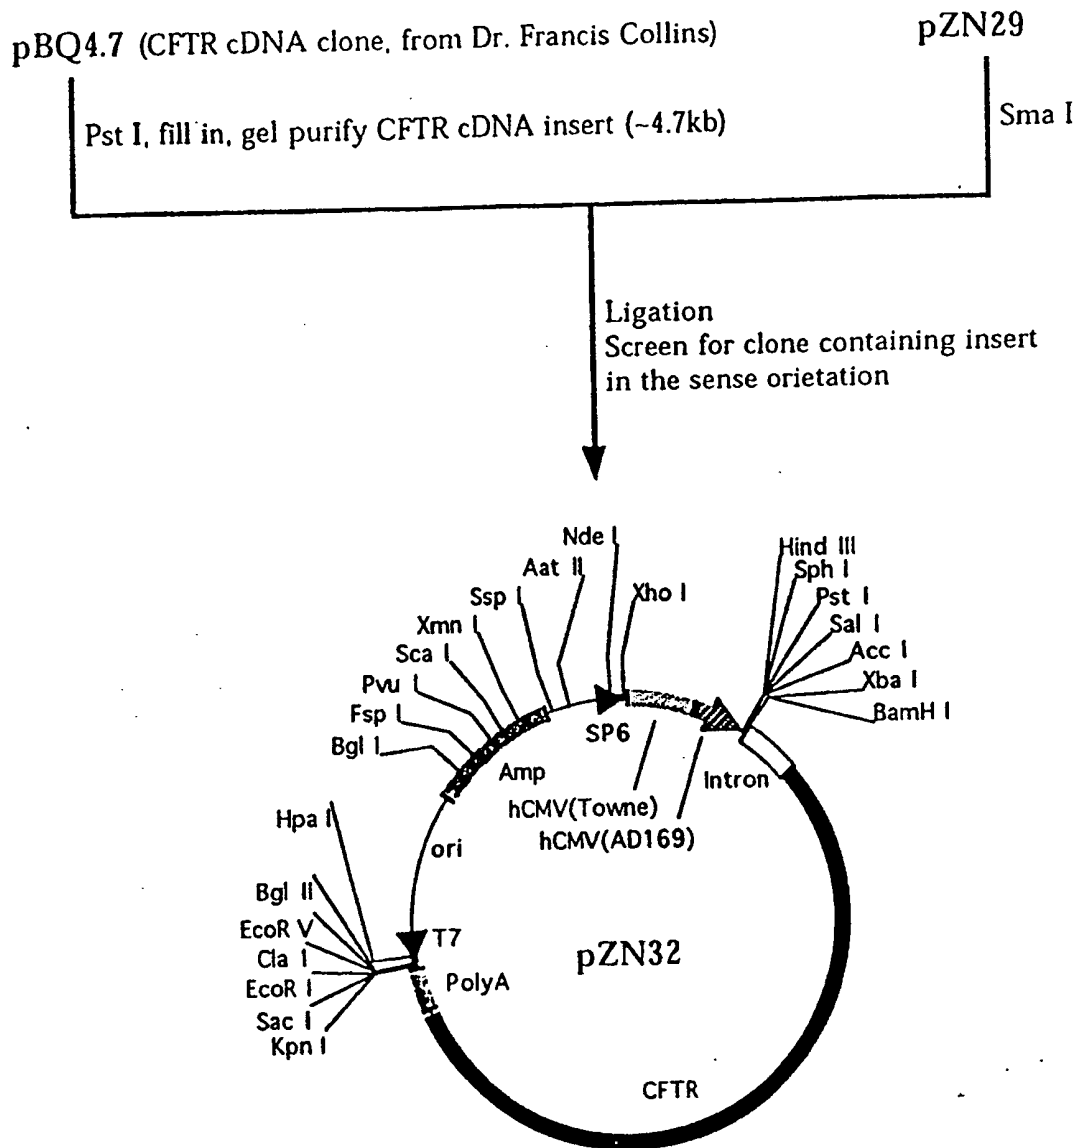 pBQ4.7 (CFTR cDNA clone, from Dr. Francis Collins)
pZN29
Pst I, fill in, gel purify CFTR cDNA insert (~4.7kb)
Sma I
Ligation
Screen for clone containing insert
in the sense orietation
Nde I
Aat II
Ssp I
Xmn I
Sca I
Pvu I
Fsp I
Bgl I
Xho I
Hind III
Sph I
Pst I
Sal I
Acc I
Xba I
BamH I
SP6
Amp
Intron
hCMV(Towne)
hCMV(AD169)
ori
Hpa I
Bgl II
EcoR V
Cla I
EcoR I
Sac I
Kpn I
T7
PolyA
pZN32
CFTR